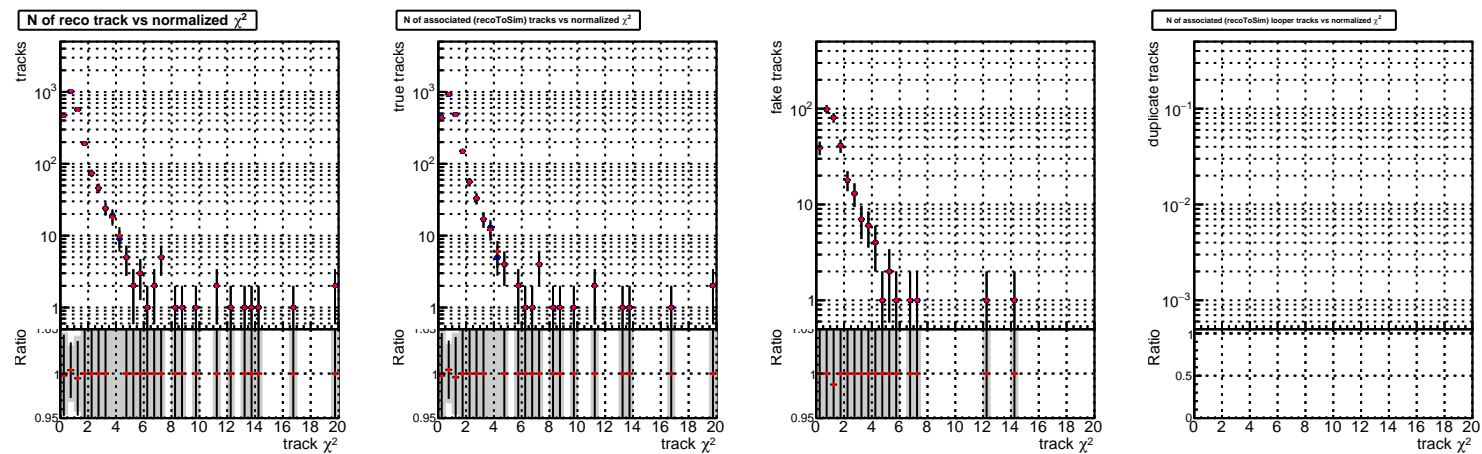 N of reco track vs normalized χ²
tracks
10³
10²
10
1
1.05
Ratio
1
0.95
0 2 4 6 8 10 12 14 16 18 20
track χ²
N of associated (recoToSim) tracks vs normalized χ²
true tracks
10³
10²
10
1
1.05
Ratio
1
0.95
0 2 4 6 8 10 12 14 16 18 20
track χ²
fake tracks
10²
10
1
1.05
Ratio
1
0.95
0 2 4 6 8 10 12 14 16 18 20
track χ²
N of associated (recoToSim) looper tracks vs normalized χ²
duplicate tracks
10⁻¹
10⁻²
10⁻³
Ratio
1
0.5
0
0 2 4 6 8 10 12 14 16 18 20
track χ²